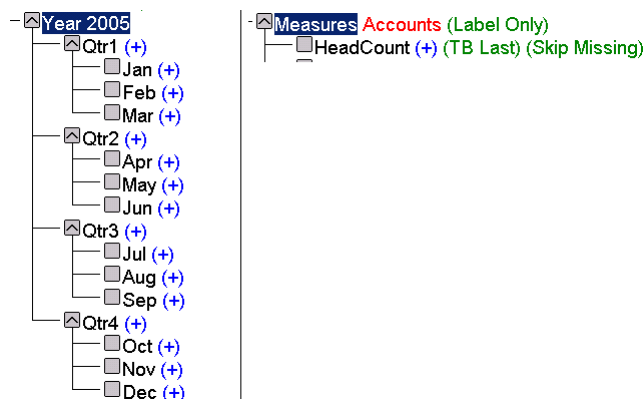 Year 2005
Qtr1 (+)
Jan (+)
Feb (+)
Mar (+)
Qtr2 (+)
Apr (+)
May (+)
Jun (+)
Qtr3 (+)
Jul (+)
Aug (+)
Sep (+)
Qtr4 (+)
Oct (+)
Nov (+)
Dec (+)
Measures Accounts (Label Only)
HeadCount (+) (TB Last) (Skip Missing)